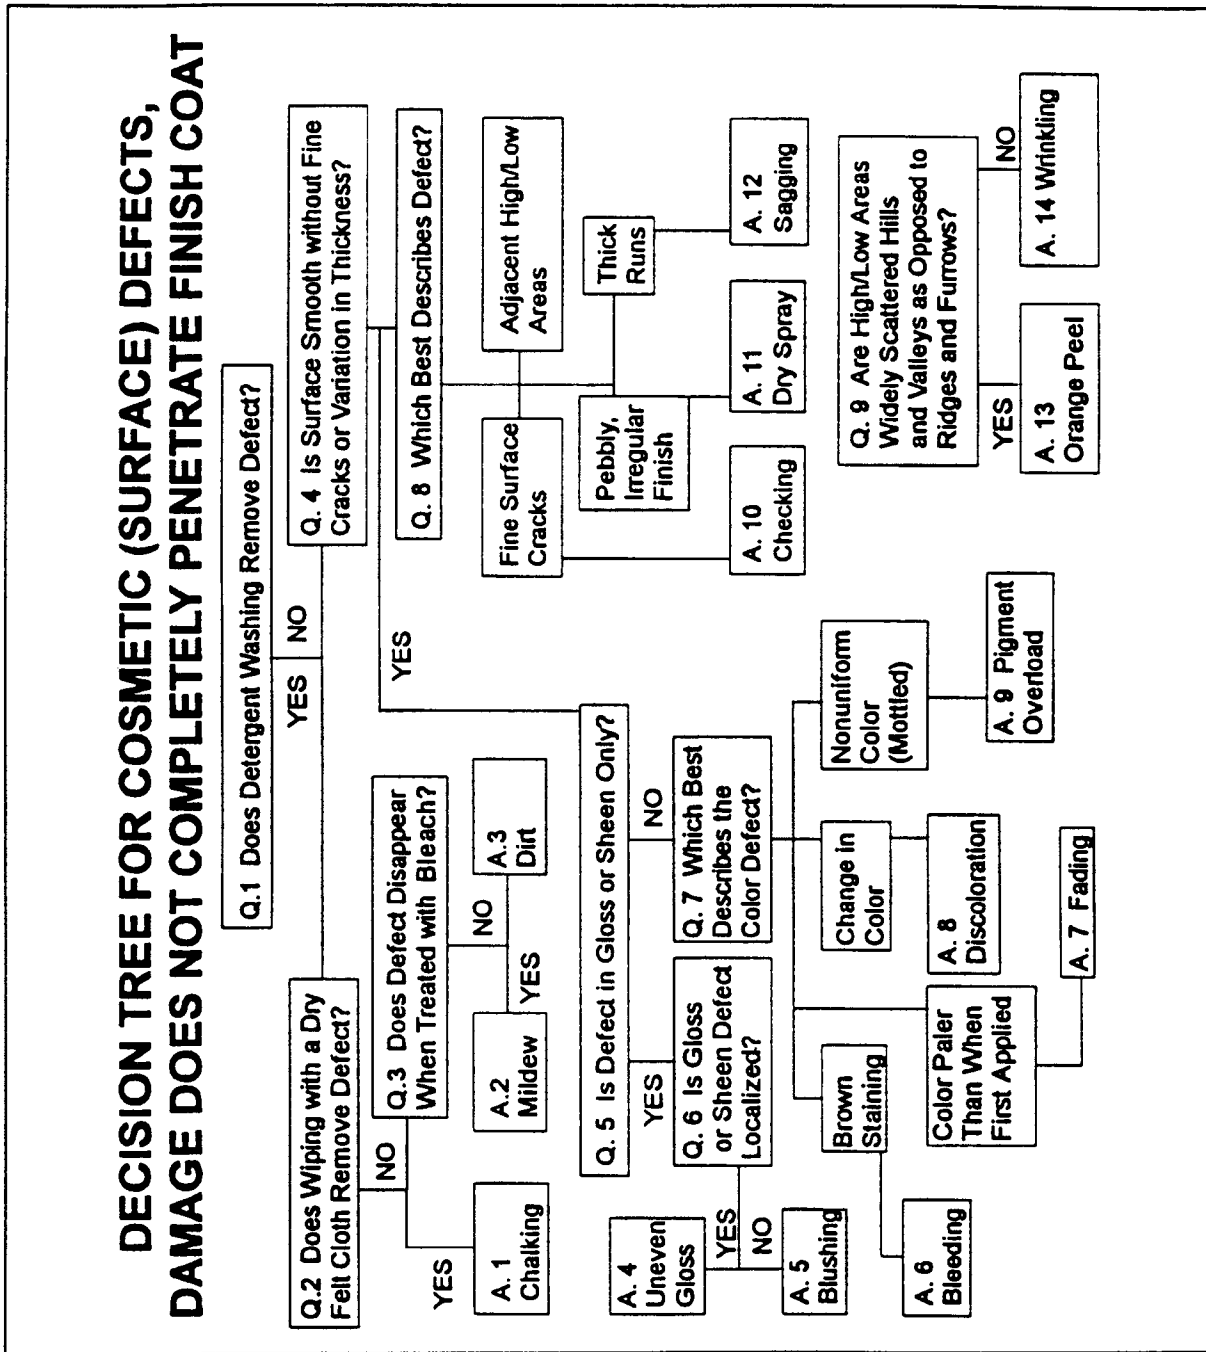 DECISION TREE FOR COSMETIC (SURFACE) DEFECTS,
DAMAGE DOES NOT COMPLETELY PENETRATE FINISH COAT
Q.1 Does Detergent Washing Remove Defect?
YES
NO
Q.2 Does Wiping with a Dry
Felt Cloth Remove Defect?
YES
NO
A. 1
Chalking
Q.3 Does Defect Disappear
When Treated with Bleach?
YES
NO
A.2
Mildew
A.3
Dirt
Q. 4 Is Surface Smooth without Fine
Cracks or Variation in Thickness?
YES
Q. 5 Is Defect in Gloss or Sheen Only?
YES
NO
Q. 6 Is Gloss
or Sheen Defect
Localized?
YES
NO
A. 4
Uneven
Gloss
A. 5
Blushing
Q. 7 Which Best
Describes the
Color Defect?
Brown
Staining
A. 6
Bleeding
Color Paler
Than When
First Applied
A. 7 Fading
Change in
Color
A. 8
Discoloration
Nonuniform
Color
(Mottled)
A. 9 Pigment
Overload
Q. 8 Which Best Describes Defect?
Fine Surface
Cracks
Adjacent High/Low
Areas
Pebbly,
Irregular
Finish
Thick
Runs
A. 10
Checking
A. 11
Dry Spray
A. 12
Sagging
Q. 9 Are High/Low Areas
Widely Scattered Hills
and Valleys as Opposed to
Ridges and Furrows?
YES
NO
A. 13
Orange Peel
A. 14 Wrinkling